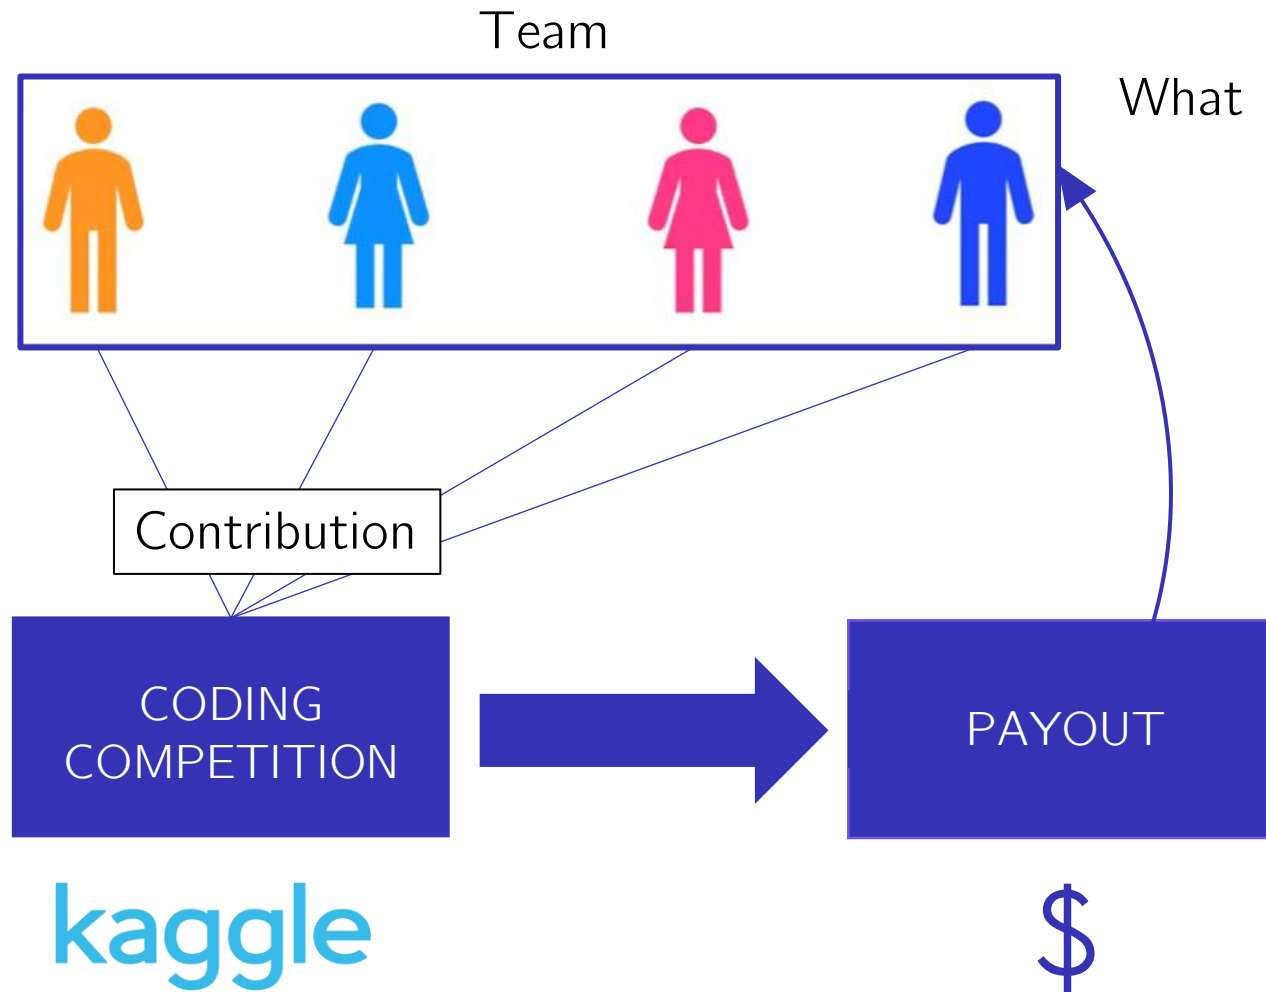 Team
What
Contribution
CODING
COMPETITION
PAYOUT
kaggle
$